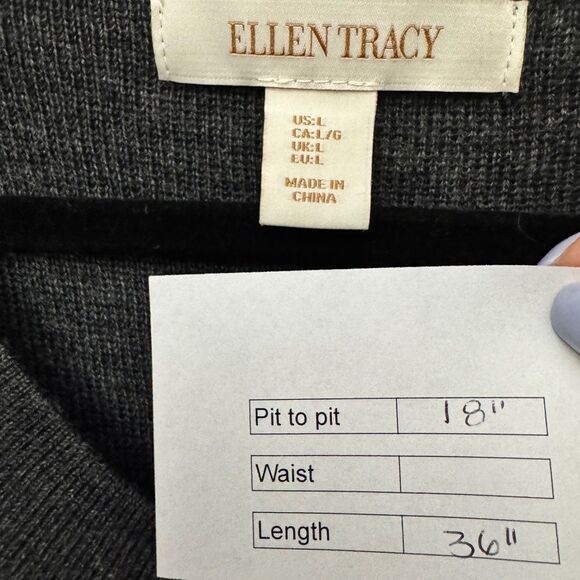 ELLEN TRACY
US:L
CA:L/G
UK:L
EU:L
MADE IN
CHINA
Pit to pit 18"
Waist
Length 36"